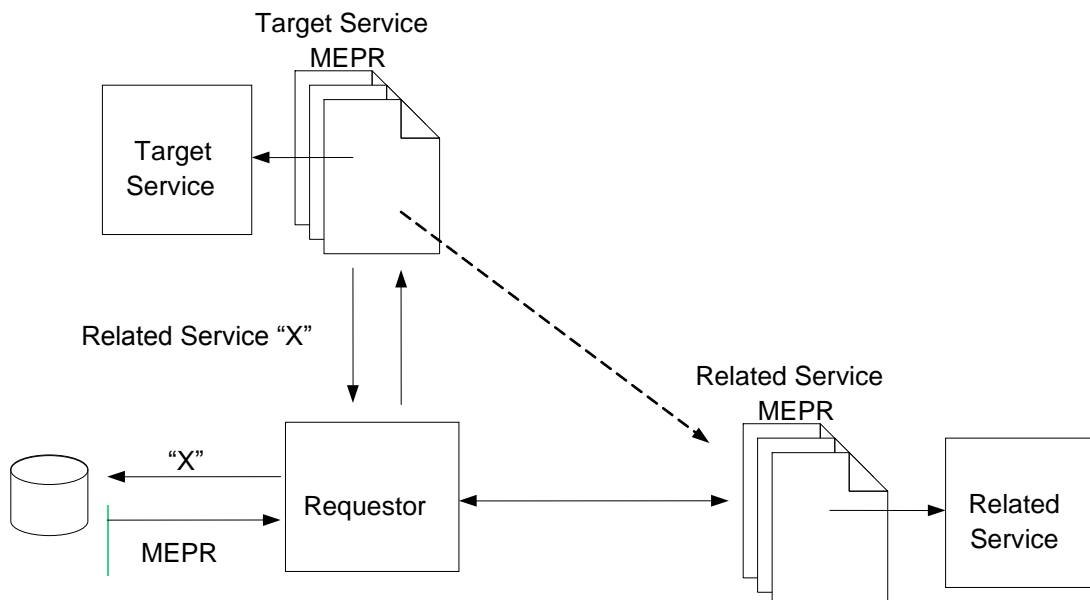 Target Service
MEPR
Target
Service
Related Service “X”
Related Service
MEPR
“X”
Requestor
MEPR
Related
Service